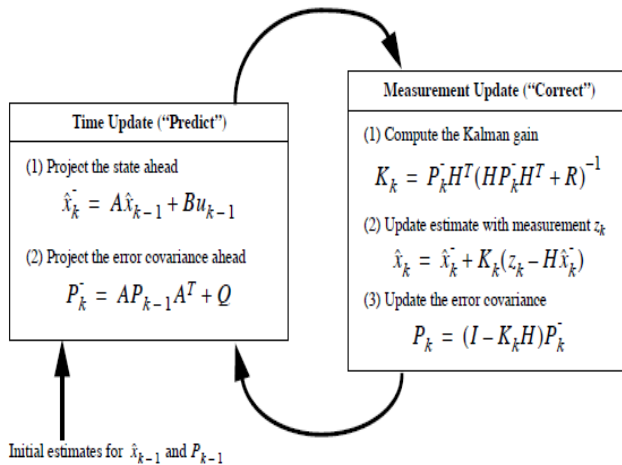 Time Update (“Predict”)
(1) Project the state ahead
x̂⁻ₖ = Ax̂ₖ₋₁ + Buₖ₋₁
(2) Project the error covariance ahead
P⁻ₖ = APₖ₋₁Aᵀ + Q
Measurement Update (“Correct”)
(1) Compute the Kalman gain
Kₖ = P⁻ₖHᵀ(HP⁻ₖHᵀ + R)⁻¹
(2) Update estimate with measurement zₖ
x̂ₖ = x̂⁻ₖ + Kₖ(zₖ – Hx̂⁻ₖ)
(3) Update the error covariance
Pₖ = (I – KₖH)P⁻ₖ
Initial estimates for x̂ₖ₋₁ and Pₖ₋₁